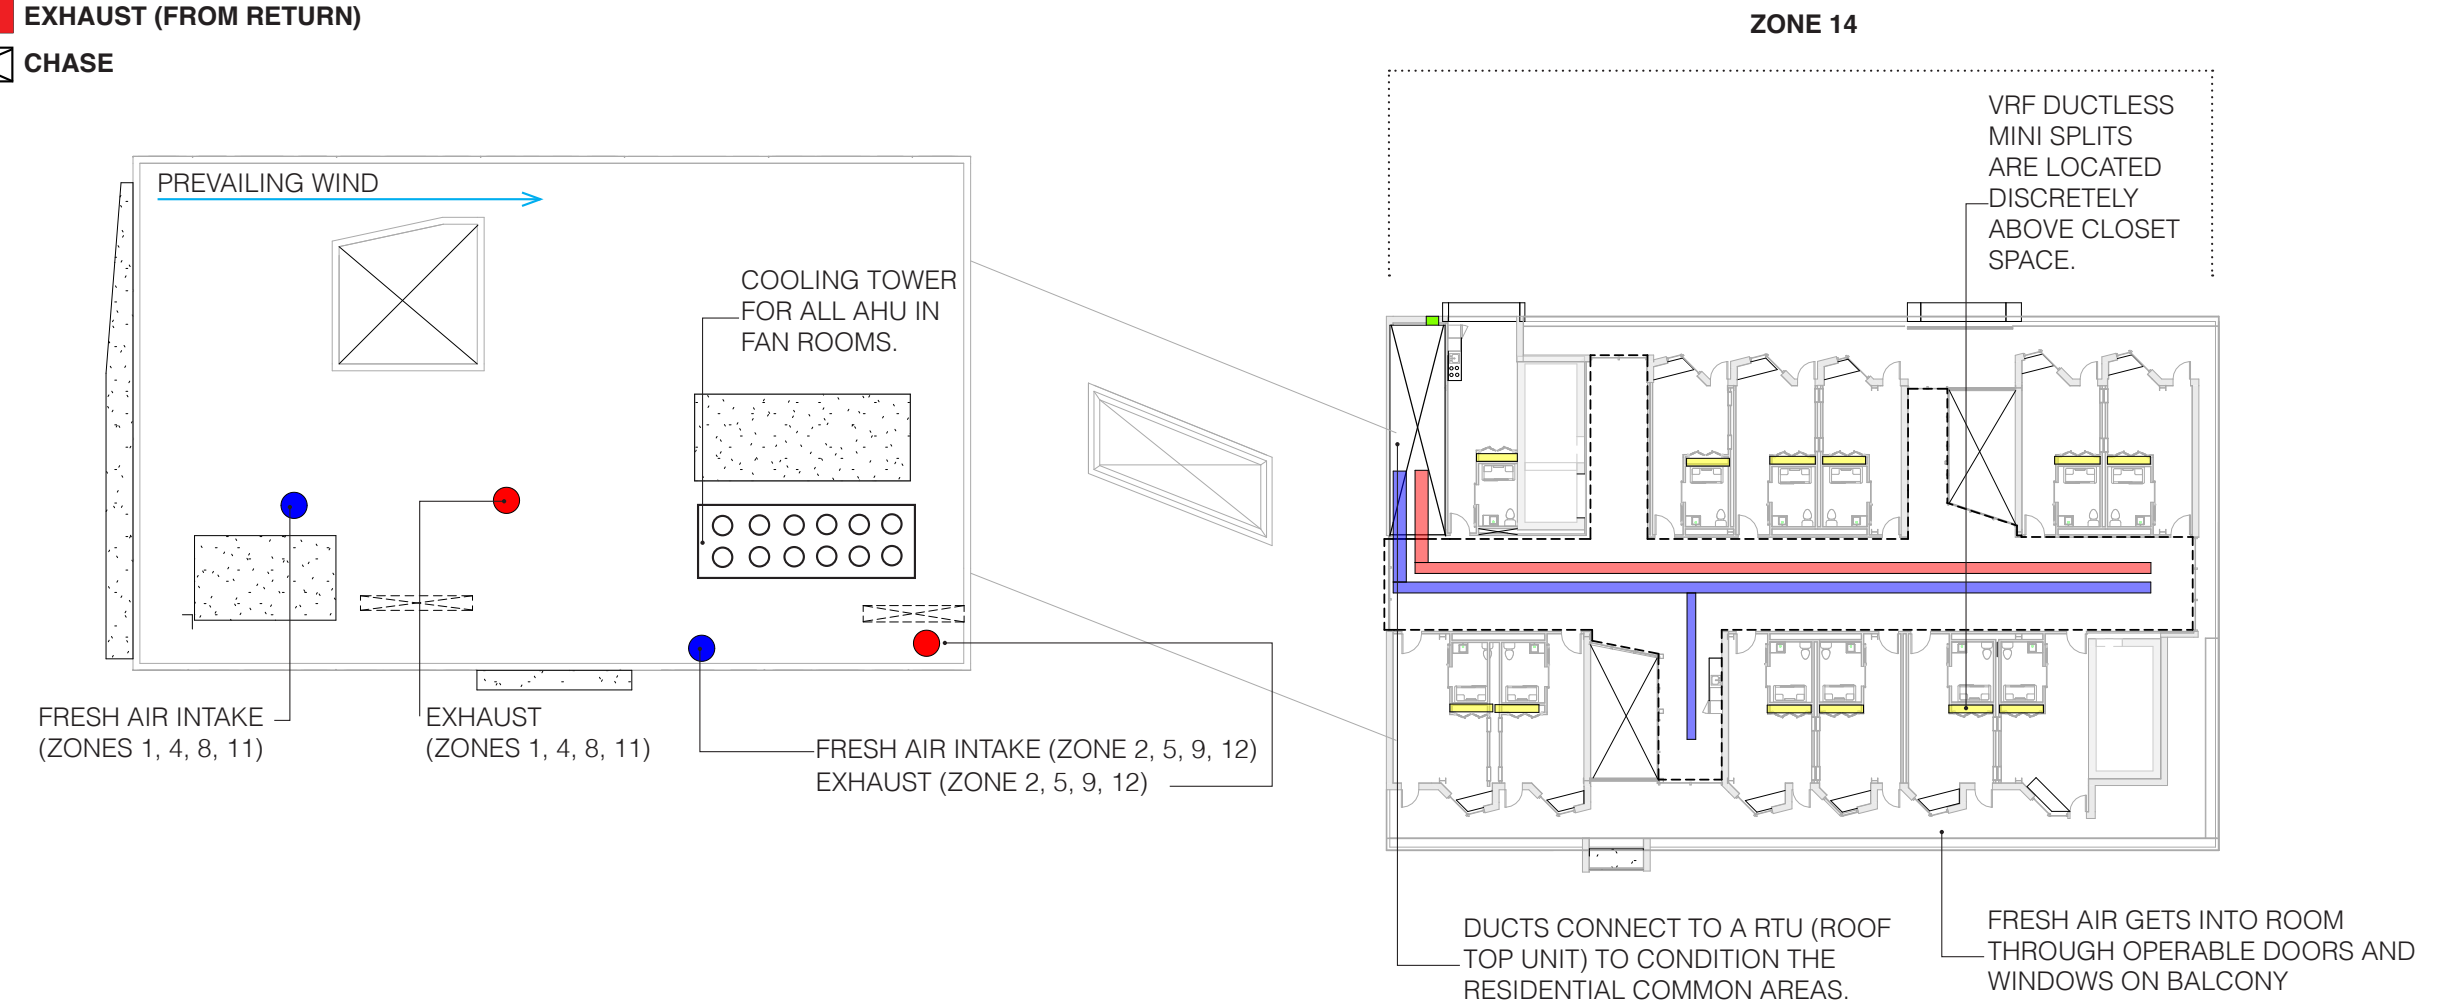 EXHAUST (FROM RETURN)
CHASE
ZONE 14
PREVAILING WIND
COOLING TOWER
FOR ALL AHU IN
FAN ROOMS.
VRF DUCTLESS
MINI SPLITS
ARE LOCATED
DISCRETELY
ABOVE CLOSET
SPACE.
FRESH AIR INTAKE
(ZONES 1, 4, 8, 11)
EXHAUST
(ZONES 1, 4, 8, 11)
FRESH AIR INTAKE (ZONE 2, 5, 9, 12)
EXHAUST (ZONE 2, 5, 9, 12)
DUCTS CONNECT TO A RTU (ROOF
TOP UNIT) TO CONDITION THE
RESIDENTIAL COMMON AREAS.
FRESH AIR GETS INTO ROOM
THROUGH OPERABLE DOORS AND
WINDOWS ON BALCONY